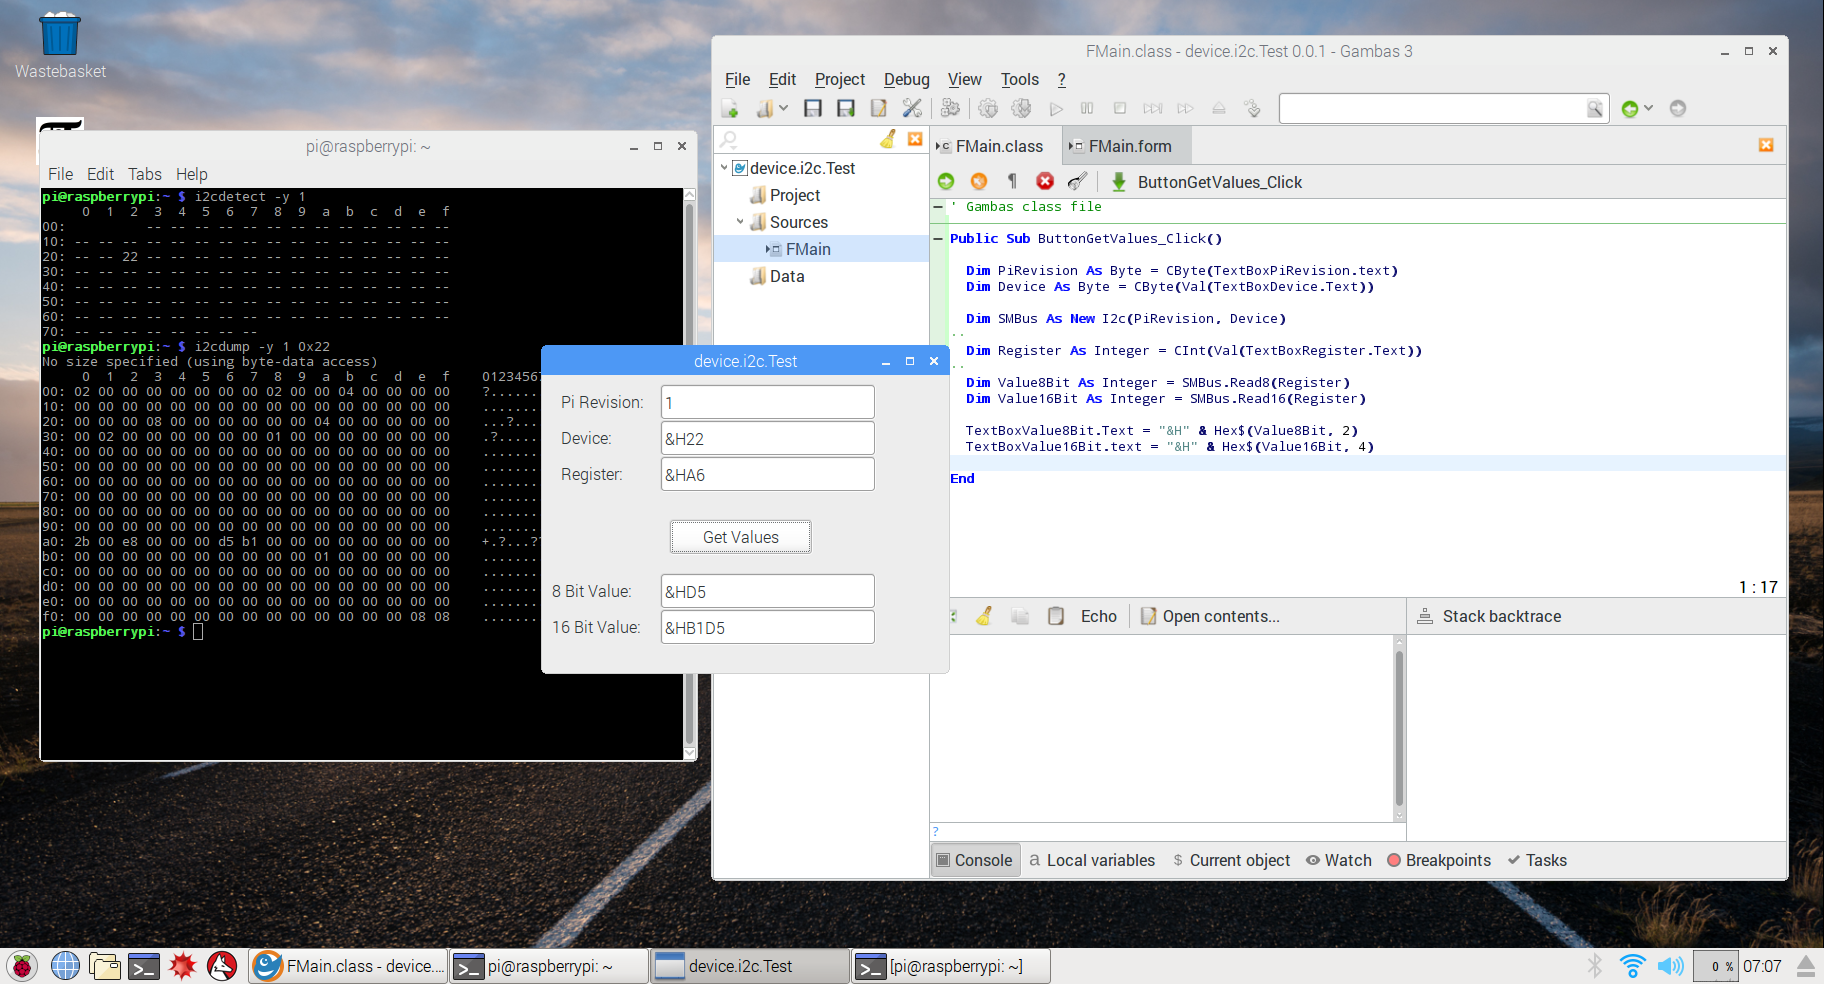 Wastebasket
pi@raspberrypi: ~
File Edit Tabs Help
pi@raspberrypi:~ $ i2cdetect -y 1
     0  1  2  3  4  5  6  7  8  9  a  b  c  d  e  f
00:          -- -- -- -- -- -- -- -- -- -- -- -- --
10: -- -- -- -- -- -- -- -- -- -- -- -- -- -- -- --
20: -- -- 22 -- -- -- -- -- -- -- -- -- -- -- -- --
30: -- -- -- -- -- -- -- -- -- -- -- -- -- -- -- --
40: -- -- -- -- -- -- -- -- -- -- -- -- -- -- -- --
50: -- -- -- -- -- -- -- -- -- -- -- -- -- -- -- --
60: -- -- -- -- -- -- -- -- -- -- -- -- -- -- -- --
70: -- -- -- -- -- -- -- --
pi@raspberrypi:~ $ i2cdump -y 1 0x22
No size specified (using byte-data access)
     0  1  2  3  4  5  6  7  8  9  a  b  c  d  e  f    01234567
00: 02 00 00 00 00 00 00 00 02 00 00 04 00 00 00 00    ?......
10: 00 00 00 00 00 00 00 00 00 00 00 00 00 00 00 00    .......
20: 00 00 00 08 00 00 00 00 00 00 04 00 00 00 00 00    ...?...
30: 00 02 00 00 00 00 00 00 01 00 00 00 00 00 00 00    .?.....
40: 00 00 00 00 00 00 00 00 00 00 00 00 00 00 00 00    .......
50: 00 00 00 00 00 00 00 00 00 00 00 00 00 00 00 00    .......
60: 00 00 00 00 00 00 00 00 00 00 00 00 00 00 00 00    .......
70: 00 00 00 00 00 00 00 00 00 00 00 00 00 00 00 00    .......
80: 00 00 00 00 00 00 00 00 00 00 00 00 00 00 00 00    .......
90: 00 00 00 00 00 00 00 00 00 00 00 00 00 00 00 00    .......
a0: 2b 00 e8 00 00 00 d5 b1 00 00 00 00 00 00 00 00    +.?...?
b0: 00 00 00 00 00 00 00 00 00 00 01 00 00 00 00 00    .......
c0: 00 00 00 00 00 00 00 00 00 00 00 00 00 00 00 00    .......
d0: 00 00 00 00 00 00 00 00 00 00 00 00 00 00 00 00    .......
e0: 00 00 00 00 00 00 00 00 00 00 00 00 00 00 00 00    .......
f0: 00 00 00 00 00 00 00 00 00 00 00 00 00 00 08 08    .......
pi@raspberrypi:~ $
device.i2c.Test
Pi Revision: 1
Device: &H22
Register: &HA6
Get Values
8 Bit Value: &HD5
16 Bit Value: &HB1D5
FMain.class - device.i2c.Test 0.0.1 - Gambas 3
File Edit Project Debug View Tools ?
device.i2c.Test
Project
Sources
FMain
Data
FMain.class FMain.form
ButtonGetValues_Click
' Gambas class file
Public Sub ButtonGetValues_Click()
Dim PiRevision As Byte = CByte(TextBoxPiRevision.text)
Dim Device As Byte = CByte(Val(TextBoxDevice.Text))
Dim SMBus As New I2c(PiRevision, Device)
Dim Register As Integer = CInt(Val(TextBoxRegister.Text))
Dim Value8Bit As Integer = SMBus.Read8(Register)
Dim Value16Bit As Integer = SMBus.Read16(Register)
TextBoxValue8Bit.Text = "&H" & Hex$(Value8Bit, 2)
TextBoxValue16Bit.text = "&H" & Hex$(Value16Bit, 4)
End
1 : 17
Echo Open contents... Stack backtrace
?
Console a Local variables $ Current object Watch Breakpoints Tasks
FMain.class - device.... pi@raspberrypi: ~ device.i2c.Test [pi@raspberrypi: ~] 0 % 07:07